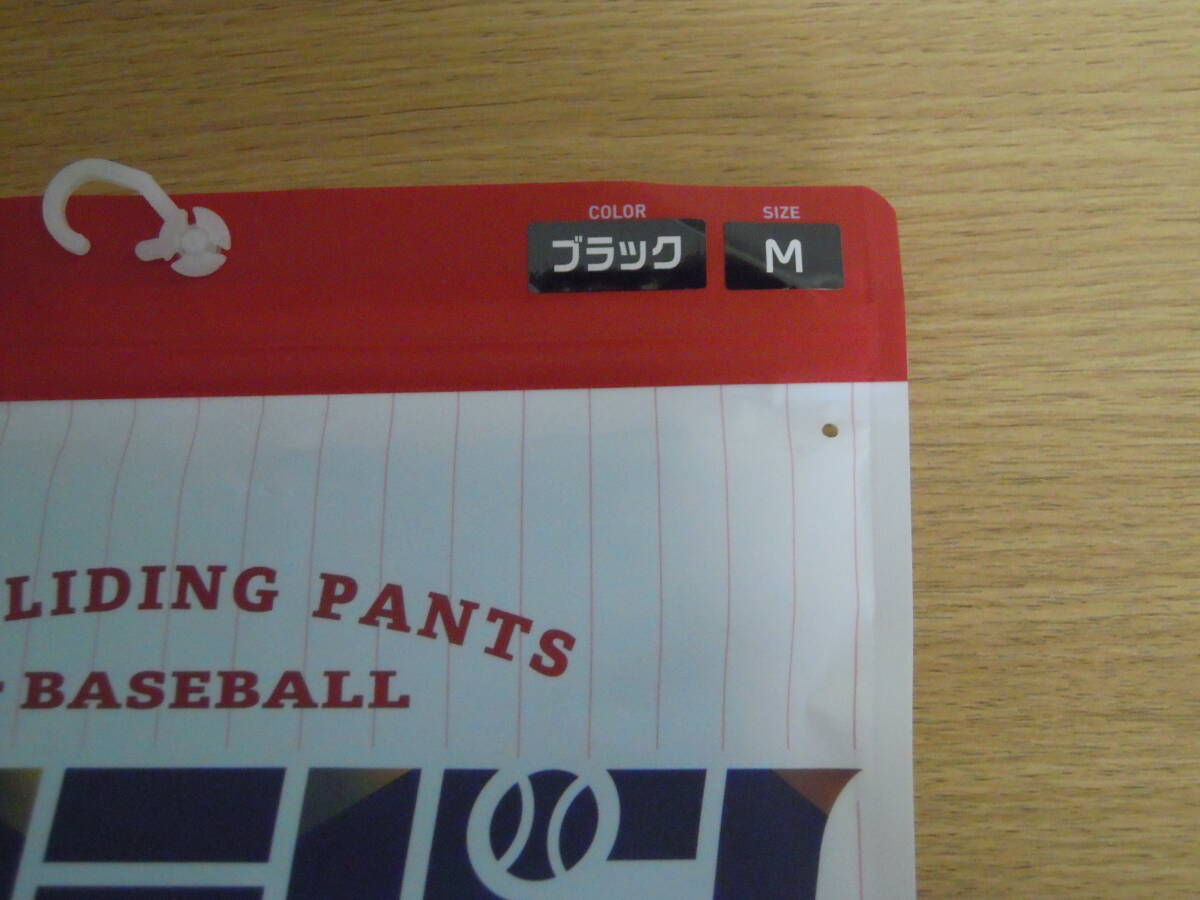 COLOR SIZE
ブラック M
LIDING PANTS
BASEBALL